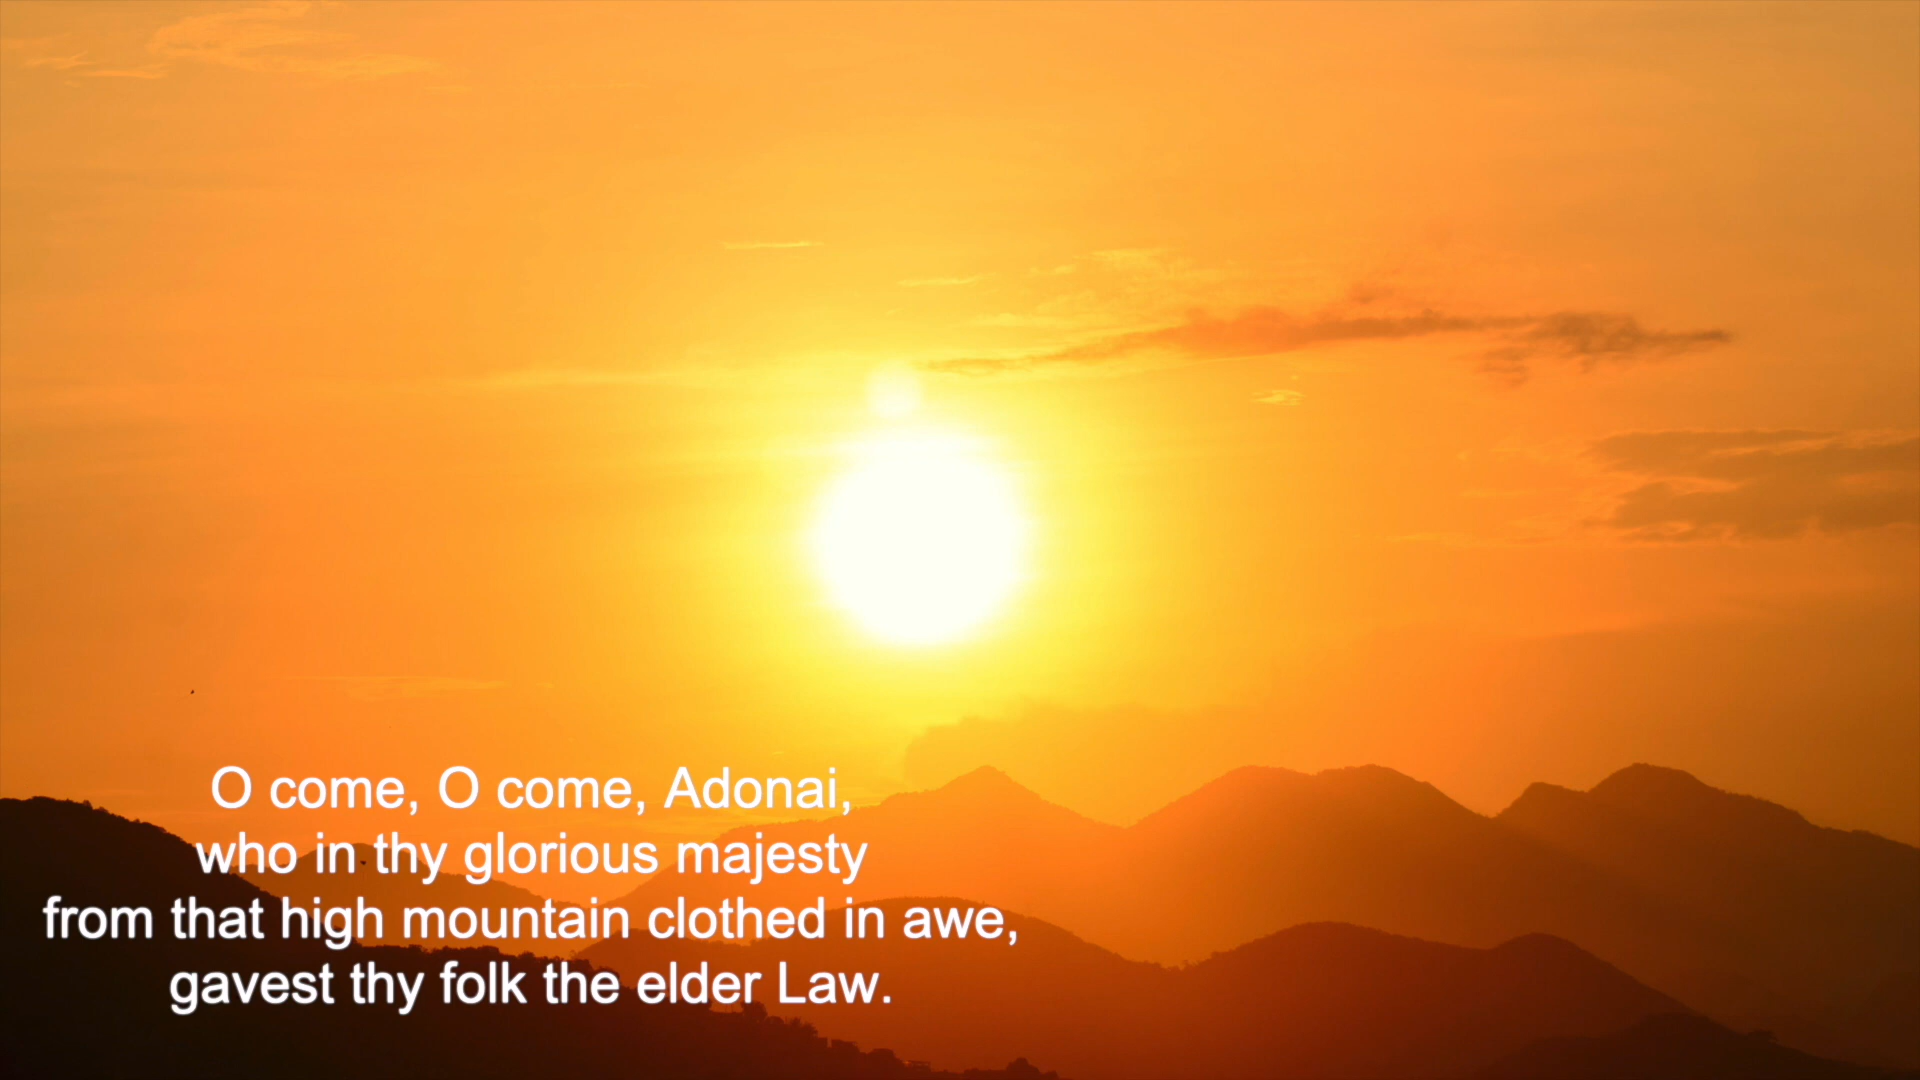 O come, O come, Adonai,
who in thy glorious majesty
from that high mountain clothed in awe,
gavest thy folk the elder Law.